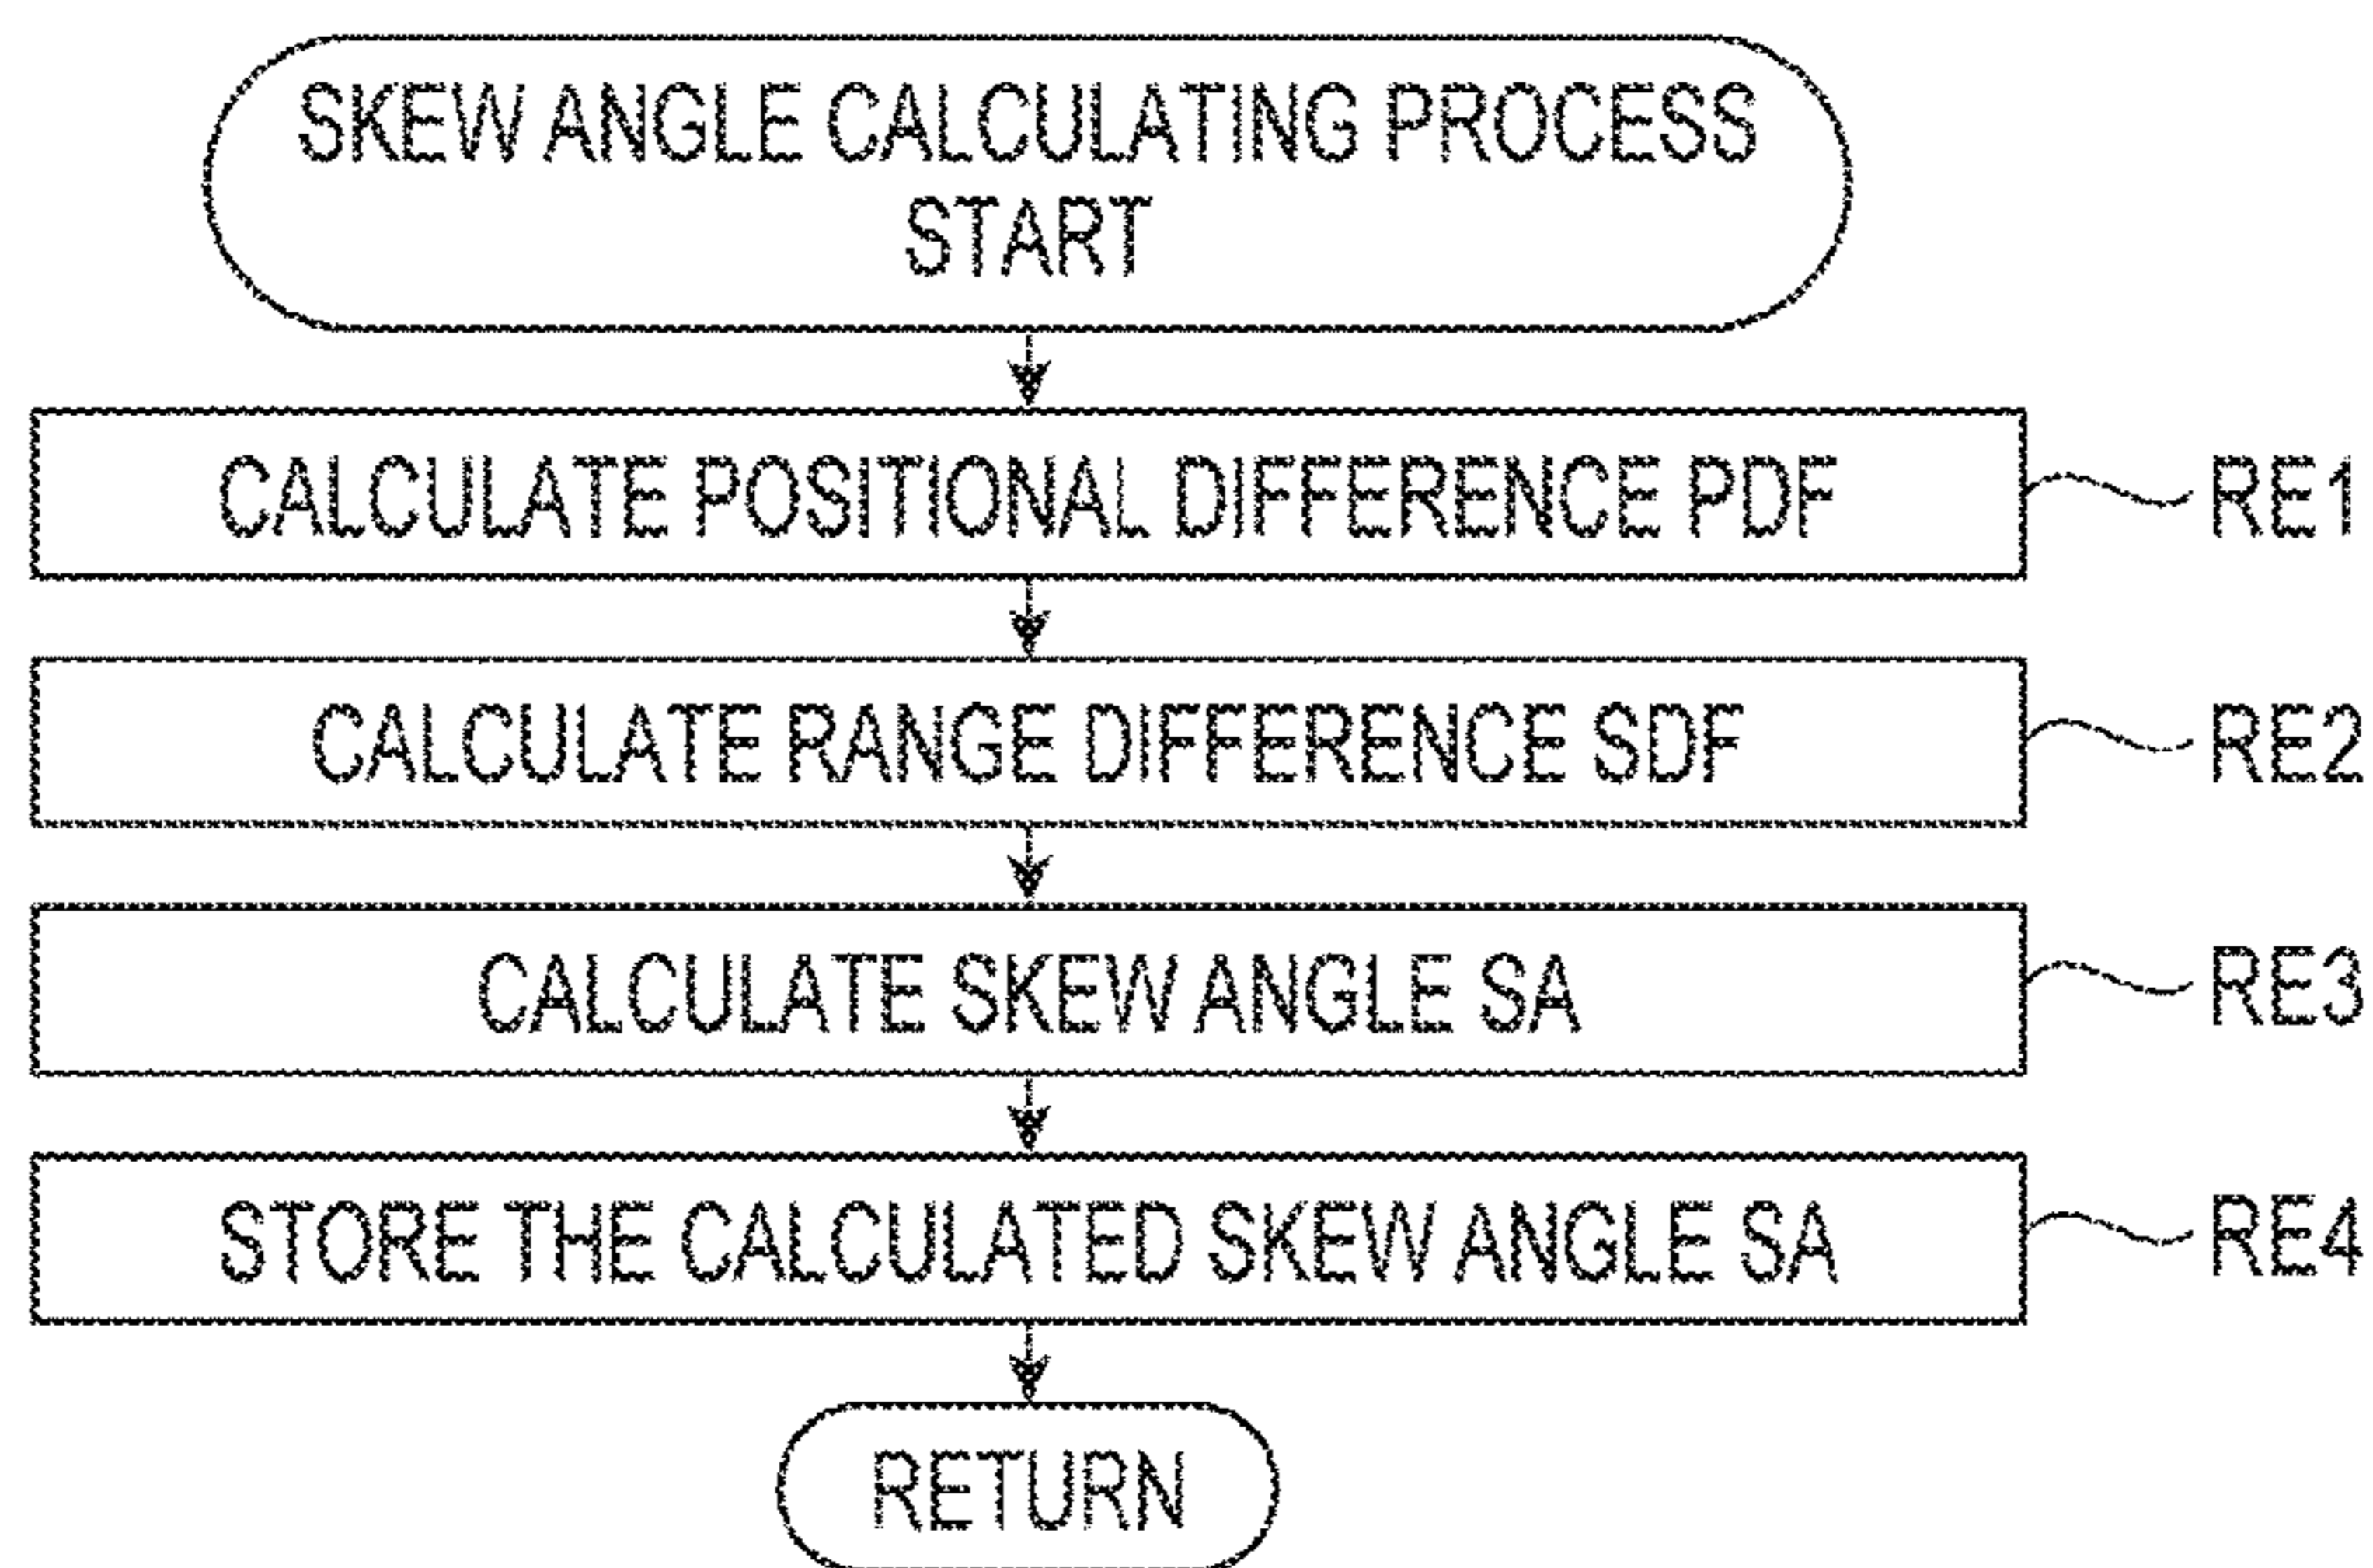 SKEW ANGLE CALCULATING PROCESS
START
CALCULATE POSITIONAL DIFFERENCE PDF
RE1
CALCULATE RANGE DIFFERENCE SDF
RE2
CALCULATE SKEW ANGLE SA
RE3
STORE THE CALCULATED SKEW ANGLE SA
RE4
RETURN